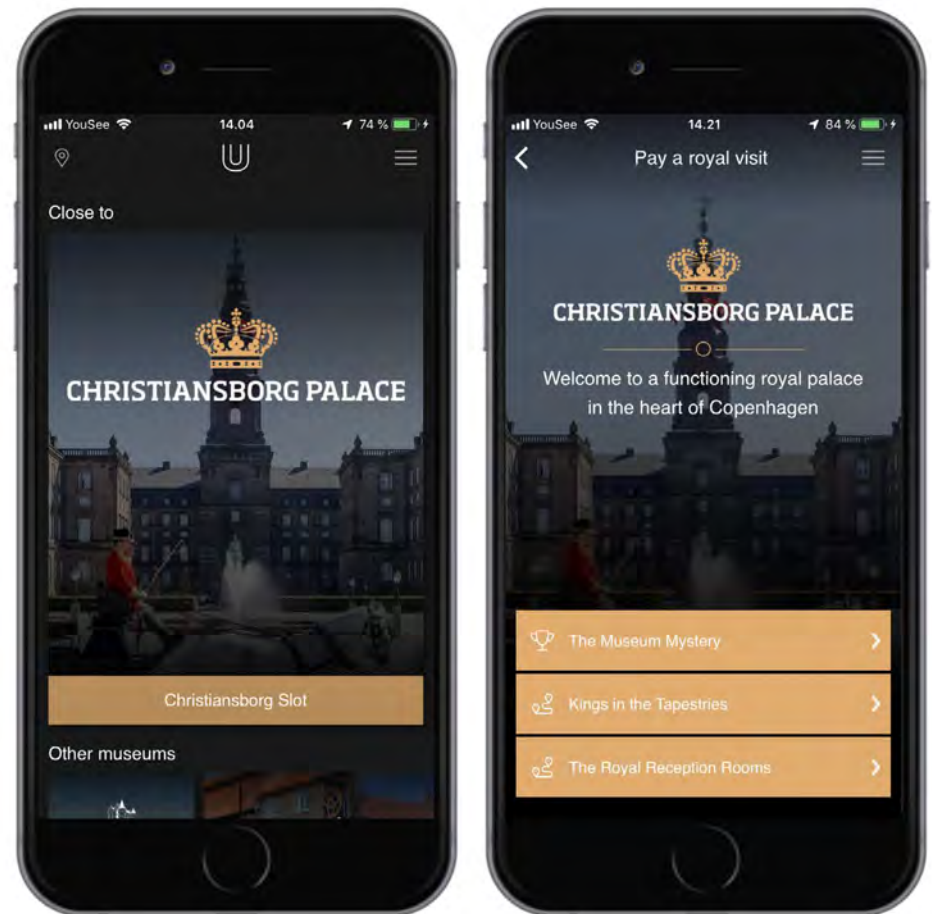 YouSee 14.04 74 %
Close to
CHRISTIANSBORG PALACE
Christiansborg Slot
Other museums
YouSee 14.21 84 %
Pay a royal visit
CHRISTIANSBORG PALACE
Welcome to a functioning royal palace
in the heart of Copenhagen
The Museum Mystery
Kings in the Tapestries
The Royal Reception Rooms